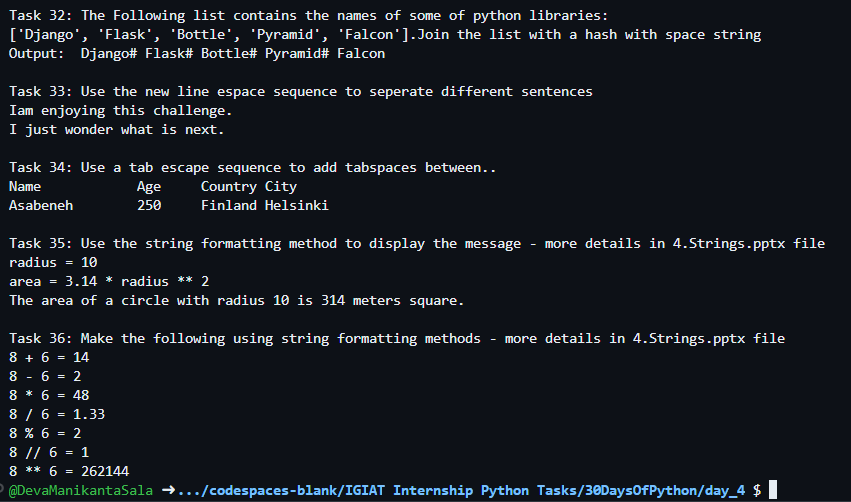 Task 32: The Following list contains the names of some of python libraries:
['Django', 'Flask', 'Bottle', 'Pyramid', 'Falcon'].Join the list with a hash with space string
Output:  Django# Flask# Bottle# Pyramid# Falcon
Task 33: Use the new line espace sequence to seperate different sentences
Iam enjoying this challenge.
I just wonder what is next.
Task 34: Use a tab escape sequence to add tabspaces between..
Name            Age     Country City
Asabeneh        250     Finland Helsinki
Task 35: Use the string formatting method to display the message - more details in 4.Strings.pptx file
radius = 10
area = 3.14 * radius ** 2
The area of a circle with radius 10 is 314 meters square.
Task 36: Make the following using string formatting methods - more details in 4.Strings.pptx file
8 + 6 = 14
8 - 6 = 2
8 * 6 = 48
8 / 6 = 1.33
8 % 6 = 2
8 // 6 = 1
8 ** 6 = 262144
@DevaManikantaSala ➜.../codespaces-blank/IGIAT Internship Python Tasks/30DaysOfPython/day_4 $